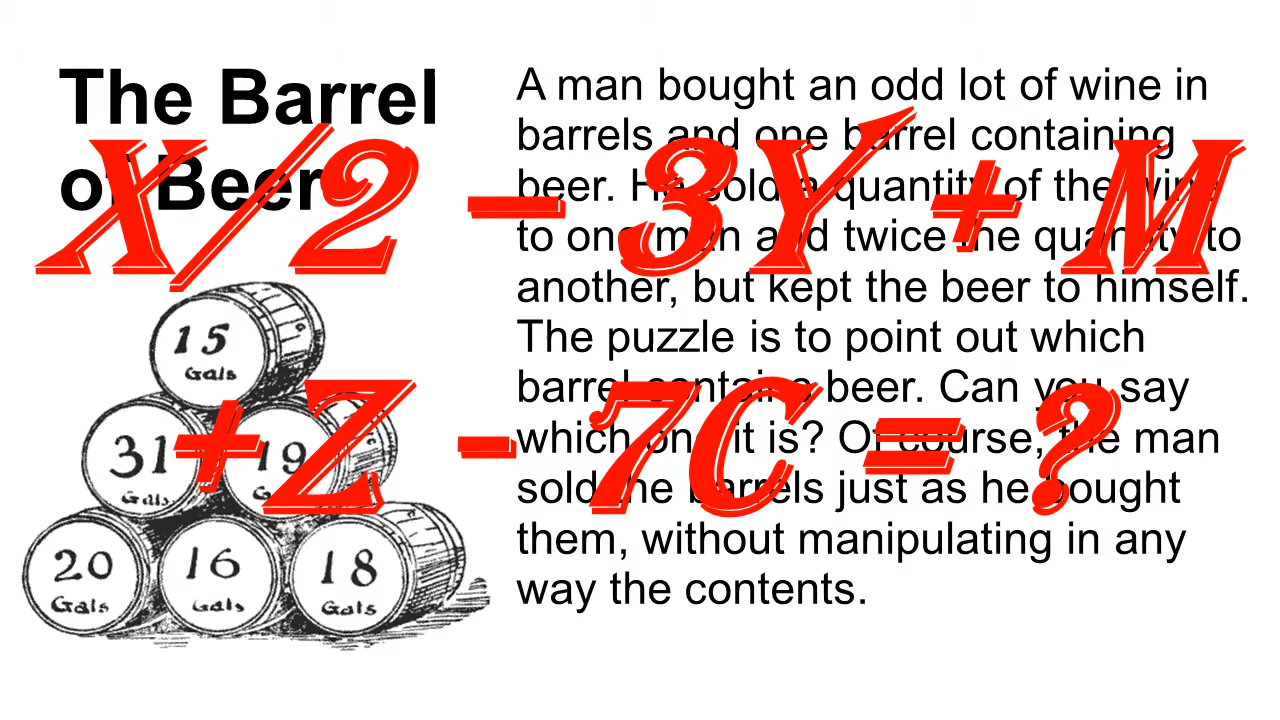 The Barrel
of Beer
A man bought an odd lot of wine in
barrels and one barrel containing
beer. He sold a quantity of the wine
to one man and twice the quantity to
another, but kept the beer to himself.
The puzzle is to point out which
barrel contains beer. Can you say
which one it is? Of course, the man
sold the barrels just as he bought
them, without manipulating in any
way the contents.
X/2 – 3Y + M
+ Z - 7C = ?
15
Gals
31
Gals
19
Gals
20
Gals
16
Gals
18
Gals